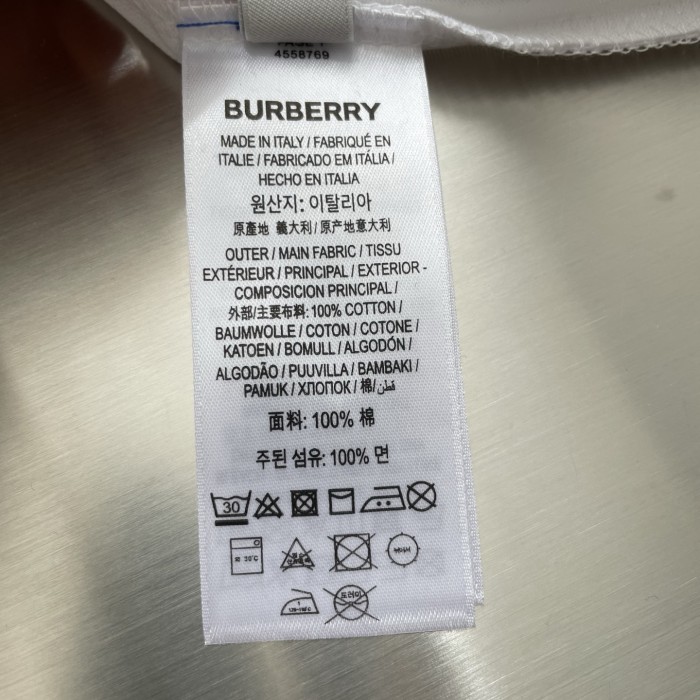 4558769
BURBERRY
MADE IN ITALY / FABRIQUÉ EN
ITALIE / FABRICADO EM ITÁLIA /
HECHO EN ITALIA
원산지: 이탈리아
原產地 義大利 / 原产地意大利
OUTER / MAIN FABRIC / TISSU
EXTÉRIEUR / PRINCIPAL / EXTERIOR -
COMPOSICION PRINCIPAL /
外部/主要布料: 100% COTTON /
BAUMWOLLE / COTON / COTONE /
KATOEN / BOMULL / ALGODÓN /
ALGODÃO / PUUVILLA / BAMBAKI /
PAMUK / ХЛОПОК / 棉/قطن
面料: 100% 棉
주된 섬유: 100% 면
30
드라이